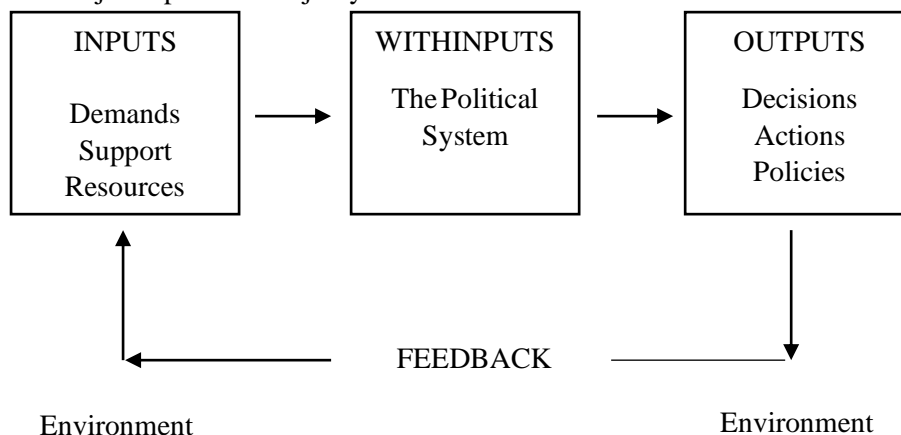 INPUTS
Demands
Support
Resources
WITHINPUTS
The Political
System
OUTPUTS
Decisions
Actions
Policies
FEEDBACK
Environment
Environment